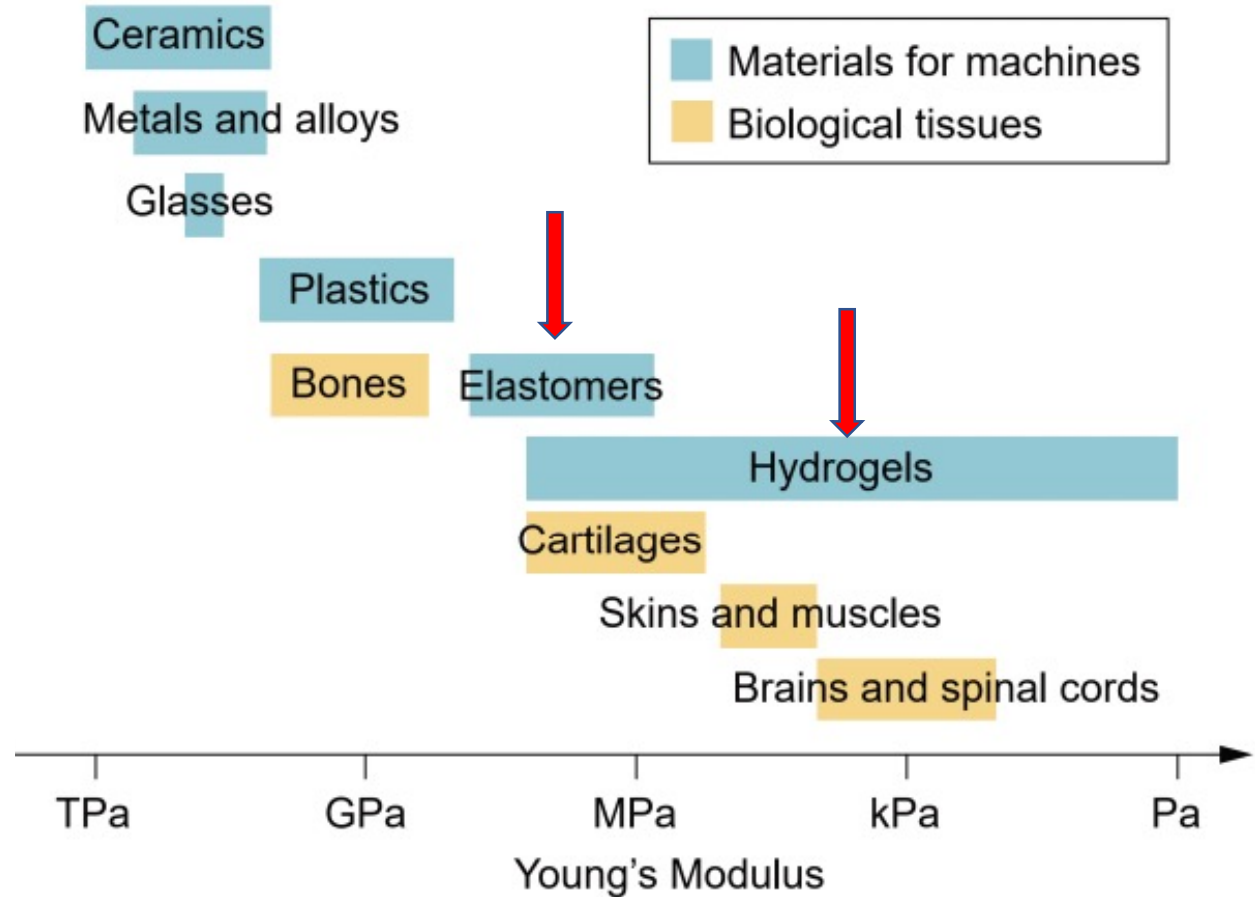 Ceramics
Materials for machines
Metals and alloys
Biological tissues
Glasses
Plastics
Bones
Elastomers
Hydrogels
Cartilages
Skins and muscles
Brains and spinal cords
TPa
GPa
MPa
kPa
Pa
Young’s Modulus